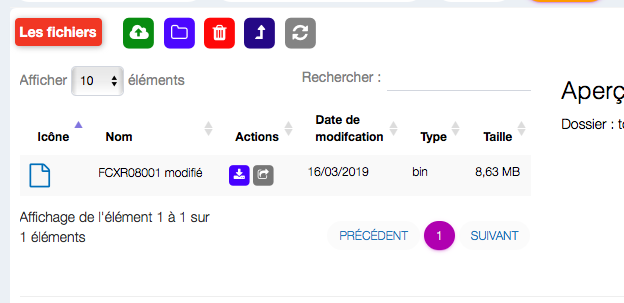 Les fichiers
Afficher 10 éléments
Rechercher :
Icône Nom Actions Date de modifcation Type Taille
FCXR08001 modifié 16/03/2019 bin 8,63 MB
Affichage de l'élément 1 à 1 sur
1 éléments
PRÉCÉDENT 1 SUIVANT
Dossier :